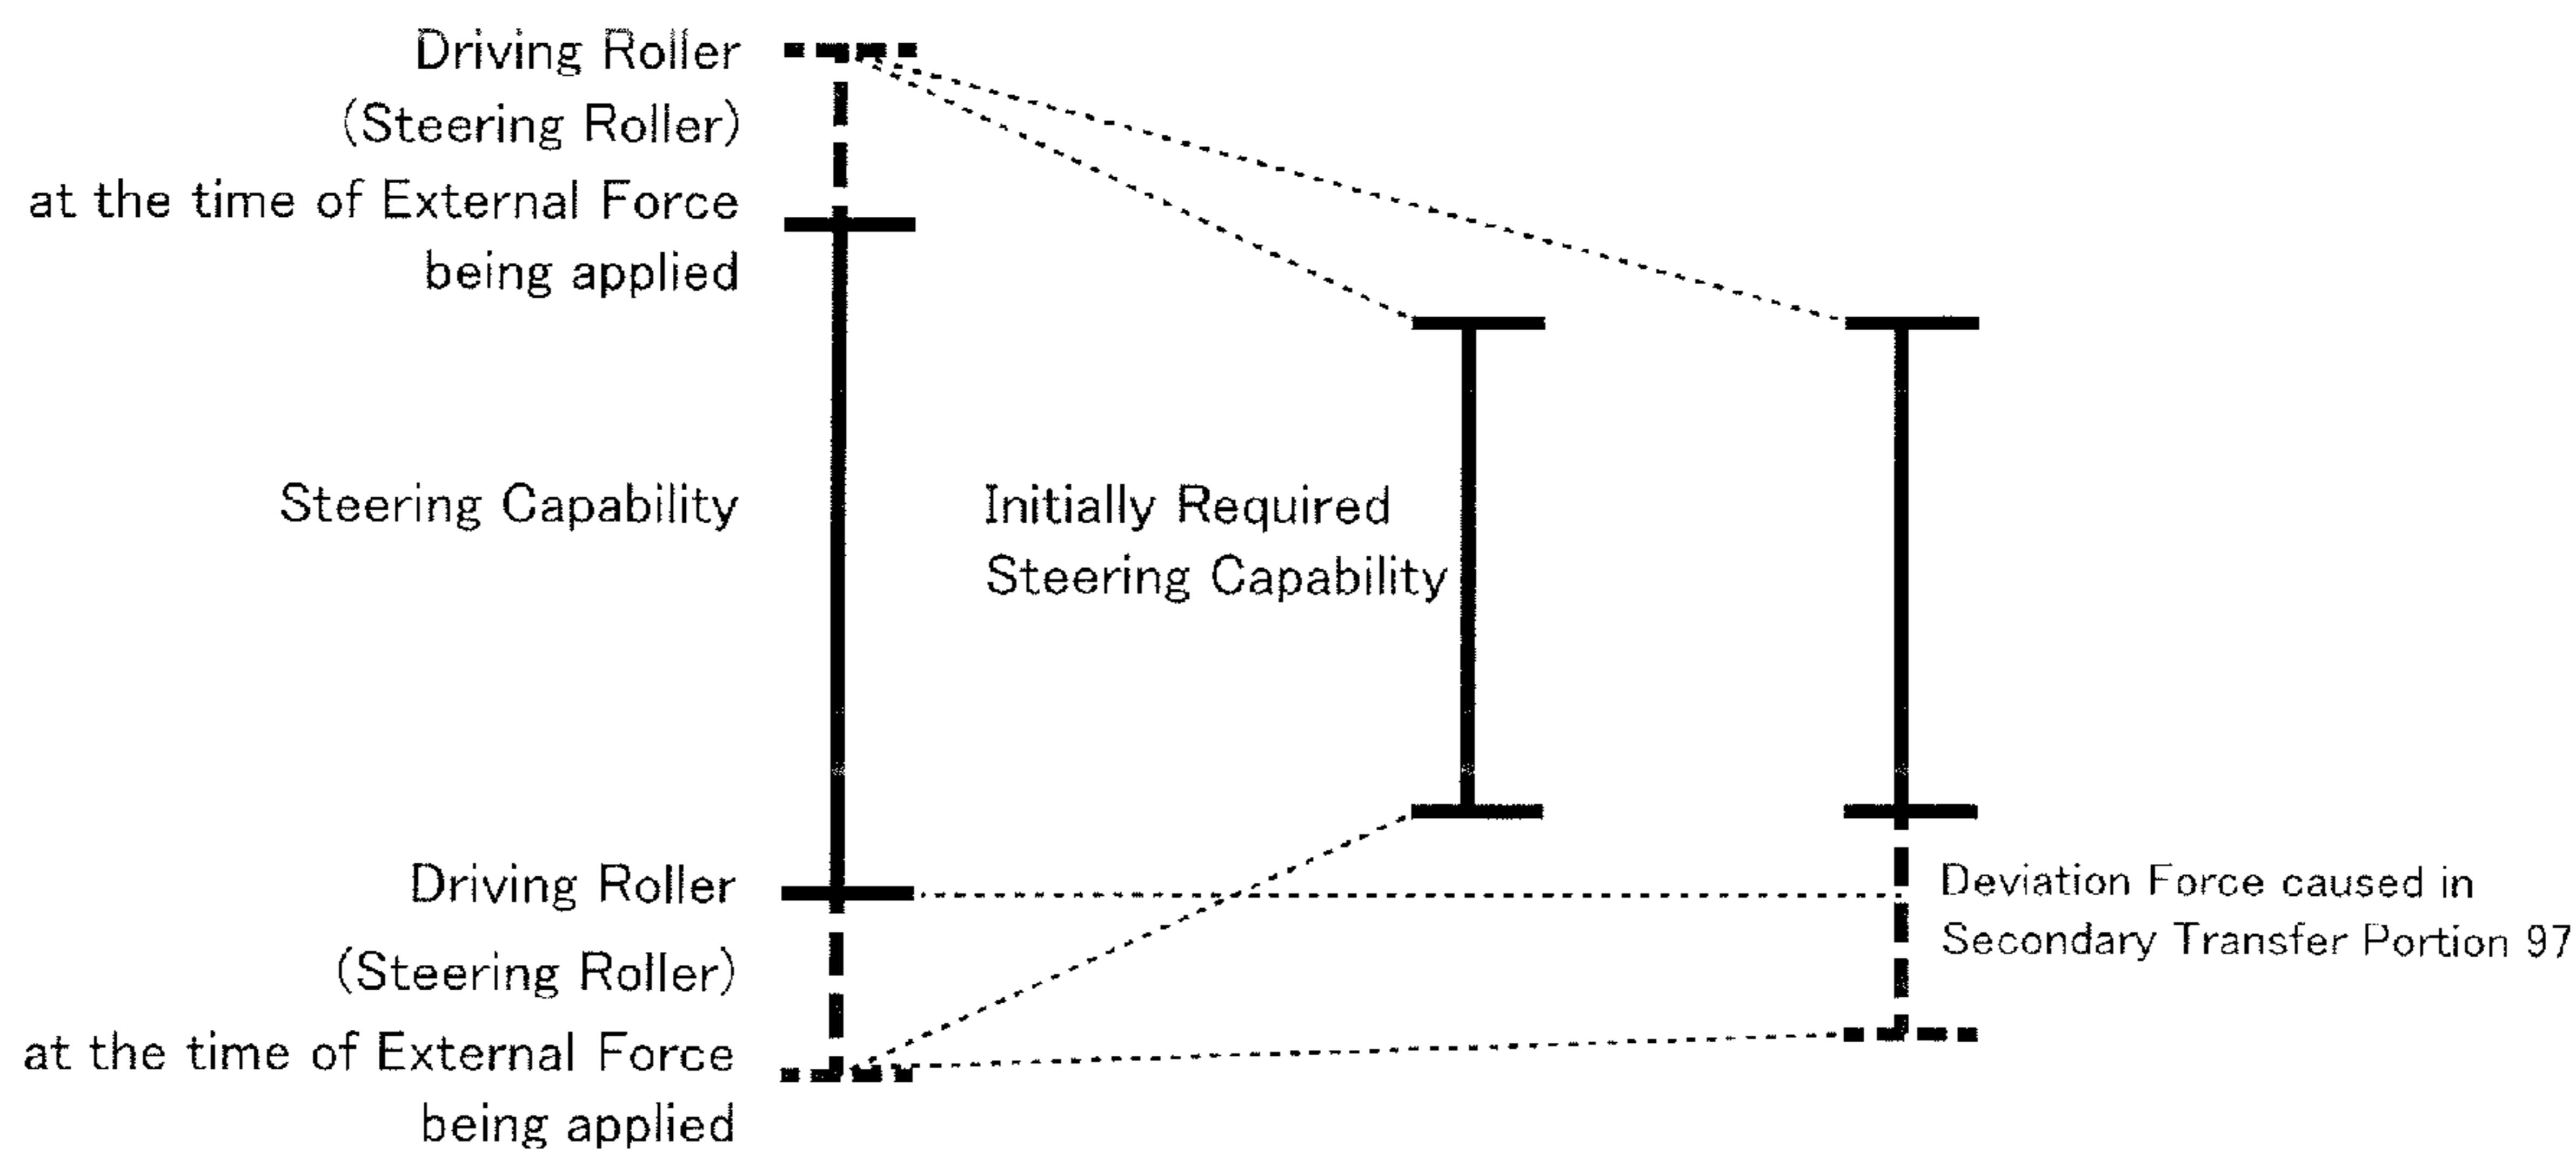 Driving Roller
(Steering Roller)
at the time of External Force
being applied
Steering Capability
Initially Required
Steering Capability
Driving Roller
(Steering Roller)
at the time of External Force
being applied
Deviation Force caused in
Secondary Transfer Portion 97